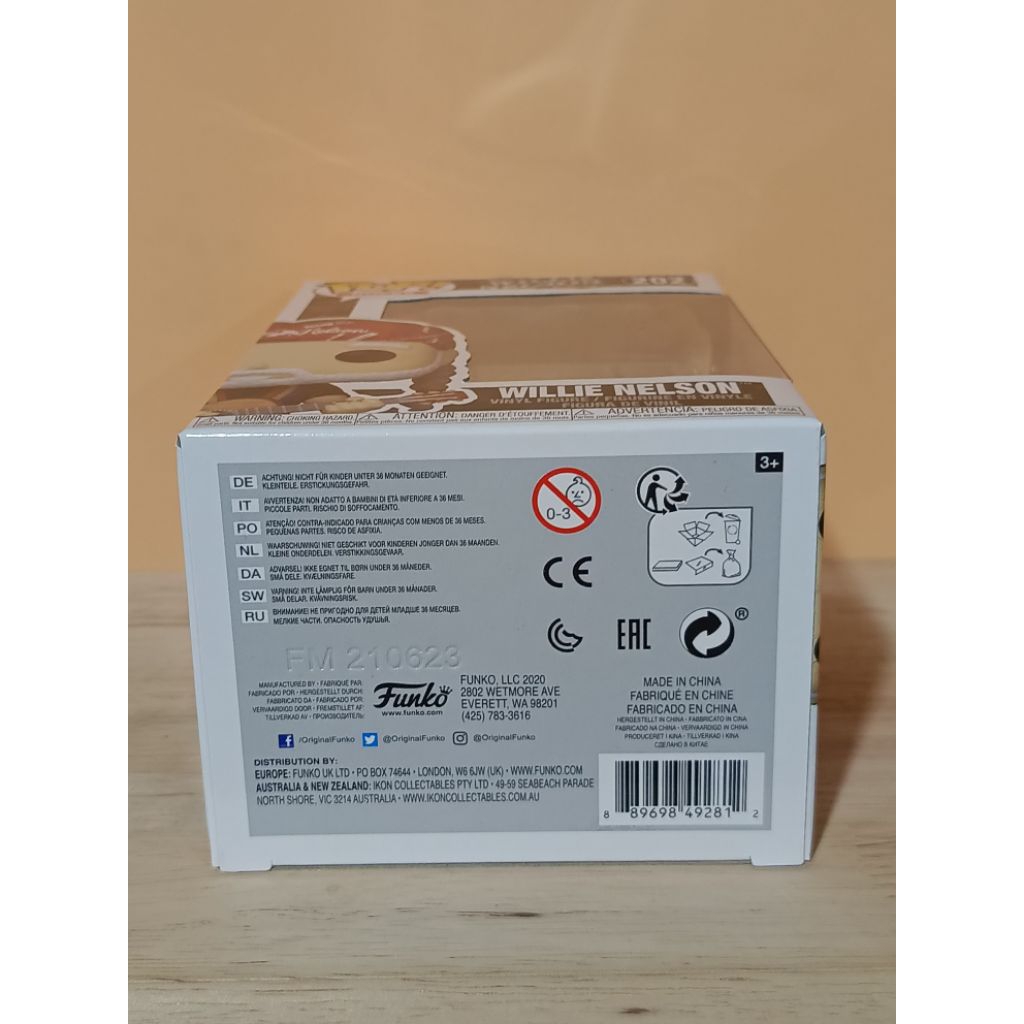 202
WILLIE NELSON™
VINYL FIGURE / FIGURINE EN VINYLE
FIGURA DE VINIL
⚠ WARNING: CHOKING HAZARD.
⚠ ATTENTION: DANGER D'ÉTOUFFEMENT.
⚠ ADVERTENCIA: PELIGRO DE ASFIXIA
3+
DE ACHTUNG! NICHT FÜR KINDER UNTER 36 MONATEN GEEIGNET.
KLEINTEILE. ERSTICKUNGSGEFAHR.
IT AVVERTENZA! NON ADATTO A BAMBINI DI ETÀ INFERIORE A 36 MESI.
PICCOLE PARTI. RISCHIO DI SOFFOCAMENTO.
PO ATENÇÃO! CONTRA-INDICADO PARA CRIANÇAS COM MENOS DE 36 MESES.
PEQUENAS PARTES. RISCO DE ASFIXIA.
NL WAARSCHUWING! NIET GESCHIKT VOOR KINDEREN JONGER DAN 36 MAANDEN.
KLEINE ONDERDELEN. VERSTIKKINGSGEVAAR.
DA ADVARSEL! IKKE EGNET TIL BØRN UNDER 36 MÅNEDER.
SMÅ DELE. KVÆLNINGSFARE.
SW VARNING! INTE LÄMPLIG FÖR BARN UNDER 36 MÅNADER.
SMÅ DELAR. KVÄVNINGSRISK.
RU ВНИМАНИЕ! НЕ ПРИГОДНО ДЛЯ ДЕТЕЙ МЛАДШЕ 36 МЕСЯЦЕВ.
МЕЛКИЕ ЧАСТИ. ОПАСНОСТЬ УДУШЬЯ.
0-3
CE
EAC
®
FM 210623
MANUFACTURED BY • FABRIQUÉ PAR
FABRICADO POR • HERGESTELLT DURCH
FABBRICATO DA • FABRICADO POR
VERVAARDIGD DOOR • FREMSTILLET AF
TILLVERKAD AV • ПРОИЗВОДИТЕЛЬ:
Funko
www.funko.com
FUNKO, LLC 2020
2802 WETMORE AVE
EVERETT, WA 98201
(425) 783-3616
MADE IN CHINA
FABRIQUÉ EN CHINE
FABRICADO EN CHINA
HERGESTELLT IN CHINA • FABBRICATO IN CINA
FABRICADO NA CHINA • VERVAARDIGD IN CHINA
PRODUCERET I KINA • TILLVERKAD I KINA
СДЕЛАНО В КИТАЕ
/OriginalFunko @OriginalFunko @OriginalFunko
DISTRIBUTION BY:
EUROPE: FUNKO UK LTD • PO BOX 74644 • LONDON, W6 6JW (UK) • WWW.FUNKO.COM
AUSTRALIA & NEW ZEALAND: IKON COLLECTABLES PTY LTD • 49-59 SEABEACH PARADE
NORTH SHORE, VIC 3214 AUSTRALIA • WWW.IKONCOLLECTABLES.COM.AU
8 89698 49281 2